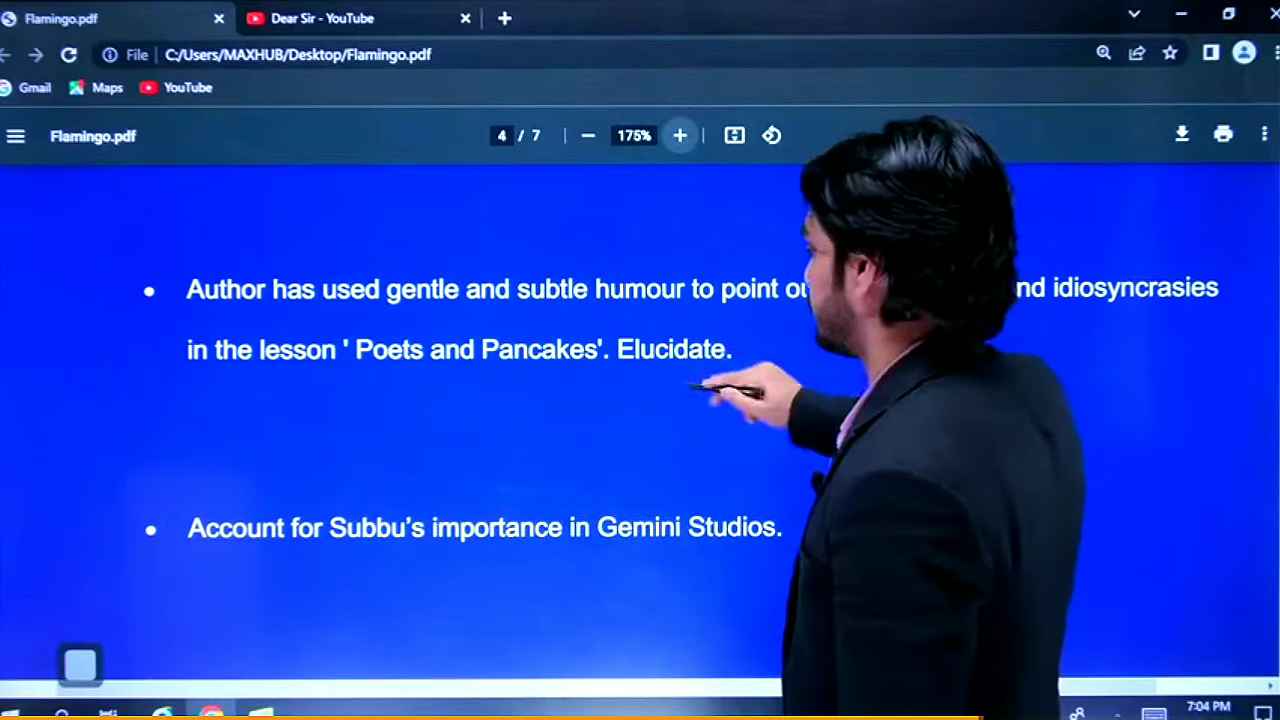 Flamingo.pdf
Dear Sir - YouTube
File
C:/Users/MAXHUB/Desktop/Flamingo.pdf
Gmail
Maps
YouTube
Flamingo.pdf
4 / 7
175%
• Author has used gentle and subtle humour to point idiosyncrasies
in the lesson ' Poets and Pancakes'. Elucidate.
• Account for Subbu's importance in Gemini Studios.
7:04 PM